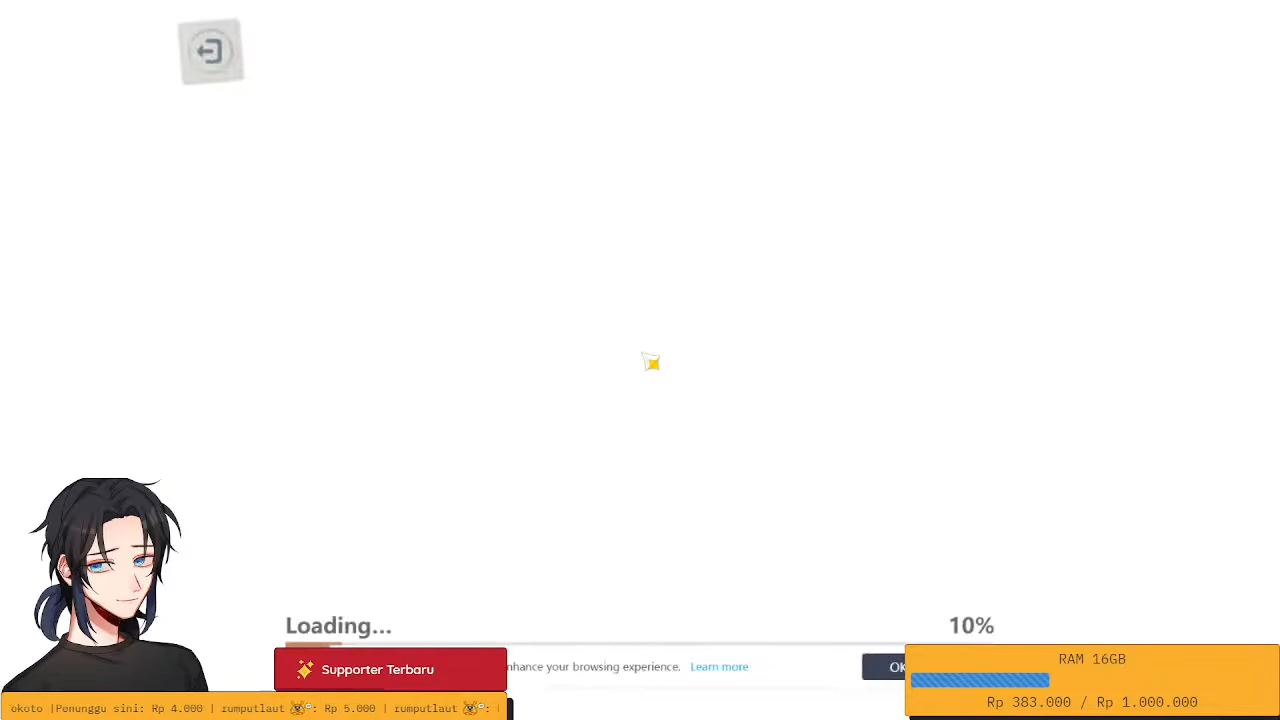 Loading...
10%
nhance your browsing experience. Learn more
OK
Supporter Terbaru
RAM 16GB
Rp 383.000 / Rp 1.000.000
okoto |Penunggu sini: Rp 4.000 | rumputlaut : Rp 5.000 | rumputlaut :